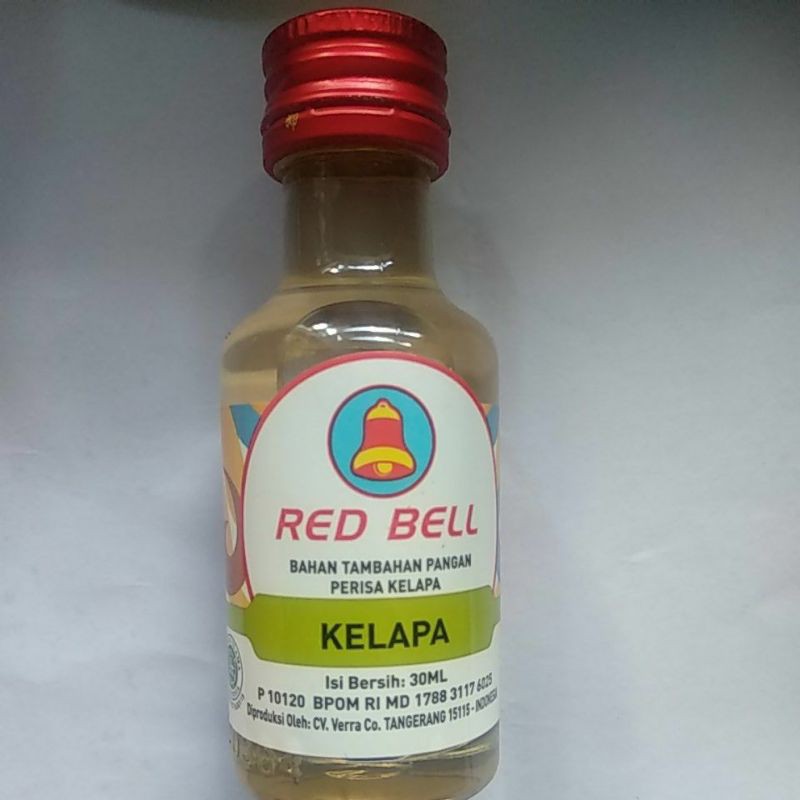 RED BELL
BAHAN TAMBAHAN PANGAN
PERISA KELAPA
KELAPA
Isi Bersih: 30ML
P 10120 BPOM RI MD 1788 3117 6025
Diproduksi Oleh: CV. Verra Co. TANGERANG 15115 - INDONESIA